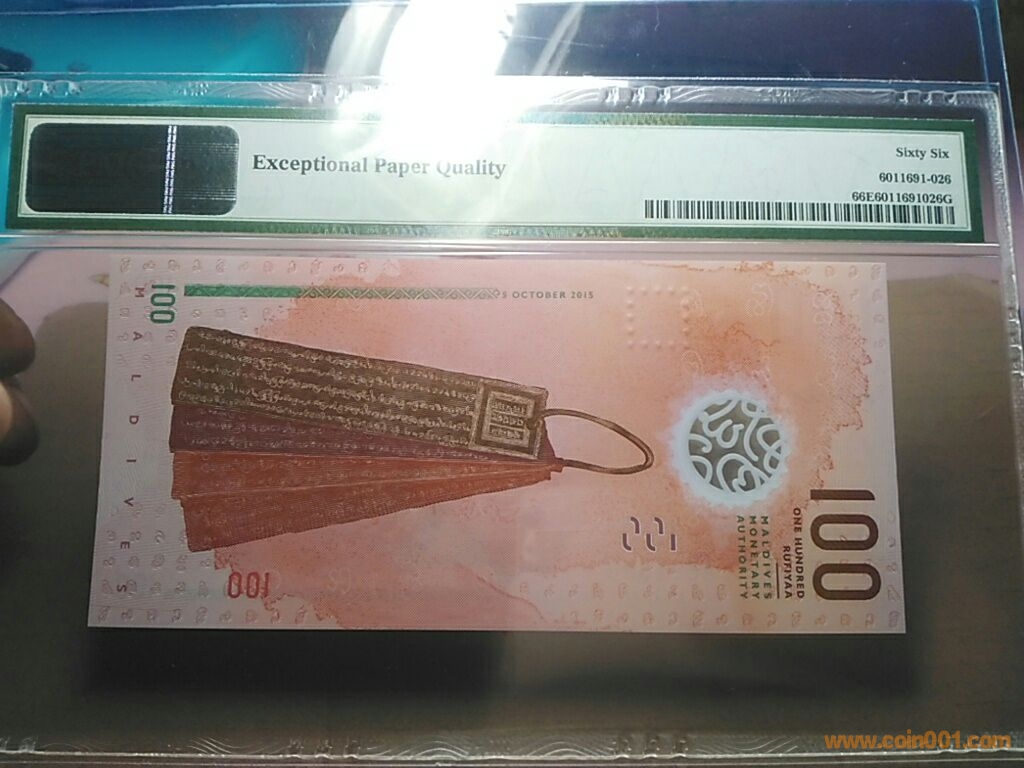 Exceptional Paper Quality
Sixty Six
6011691-026
66E6011691026G
100
5 OCTOBER 2015
MALDIVES
100
100
ONE HUNDRED
RUFIYAA
MALDIVES
MONETARY
AUTHORITY
www.coin001.com